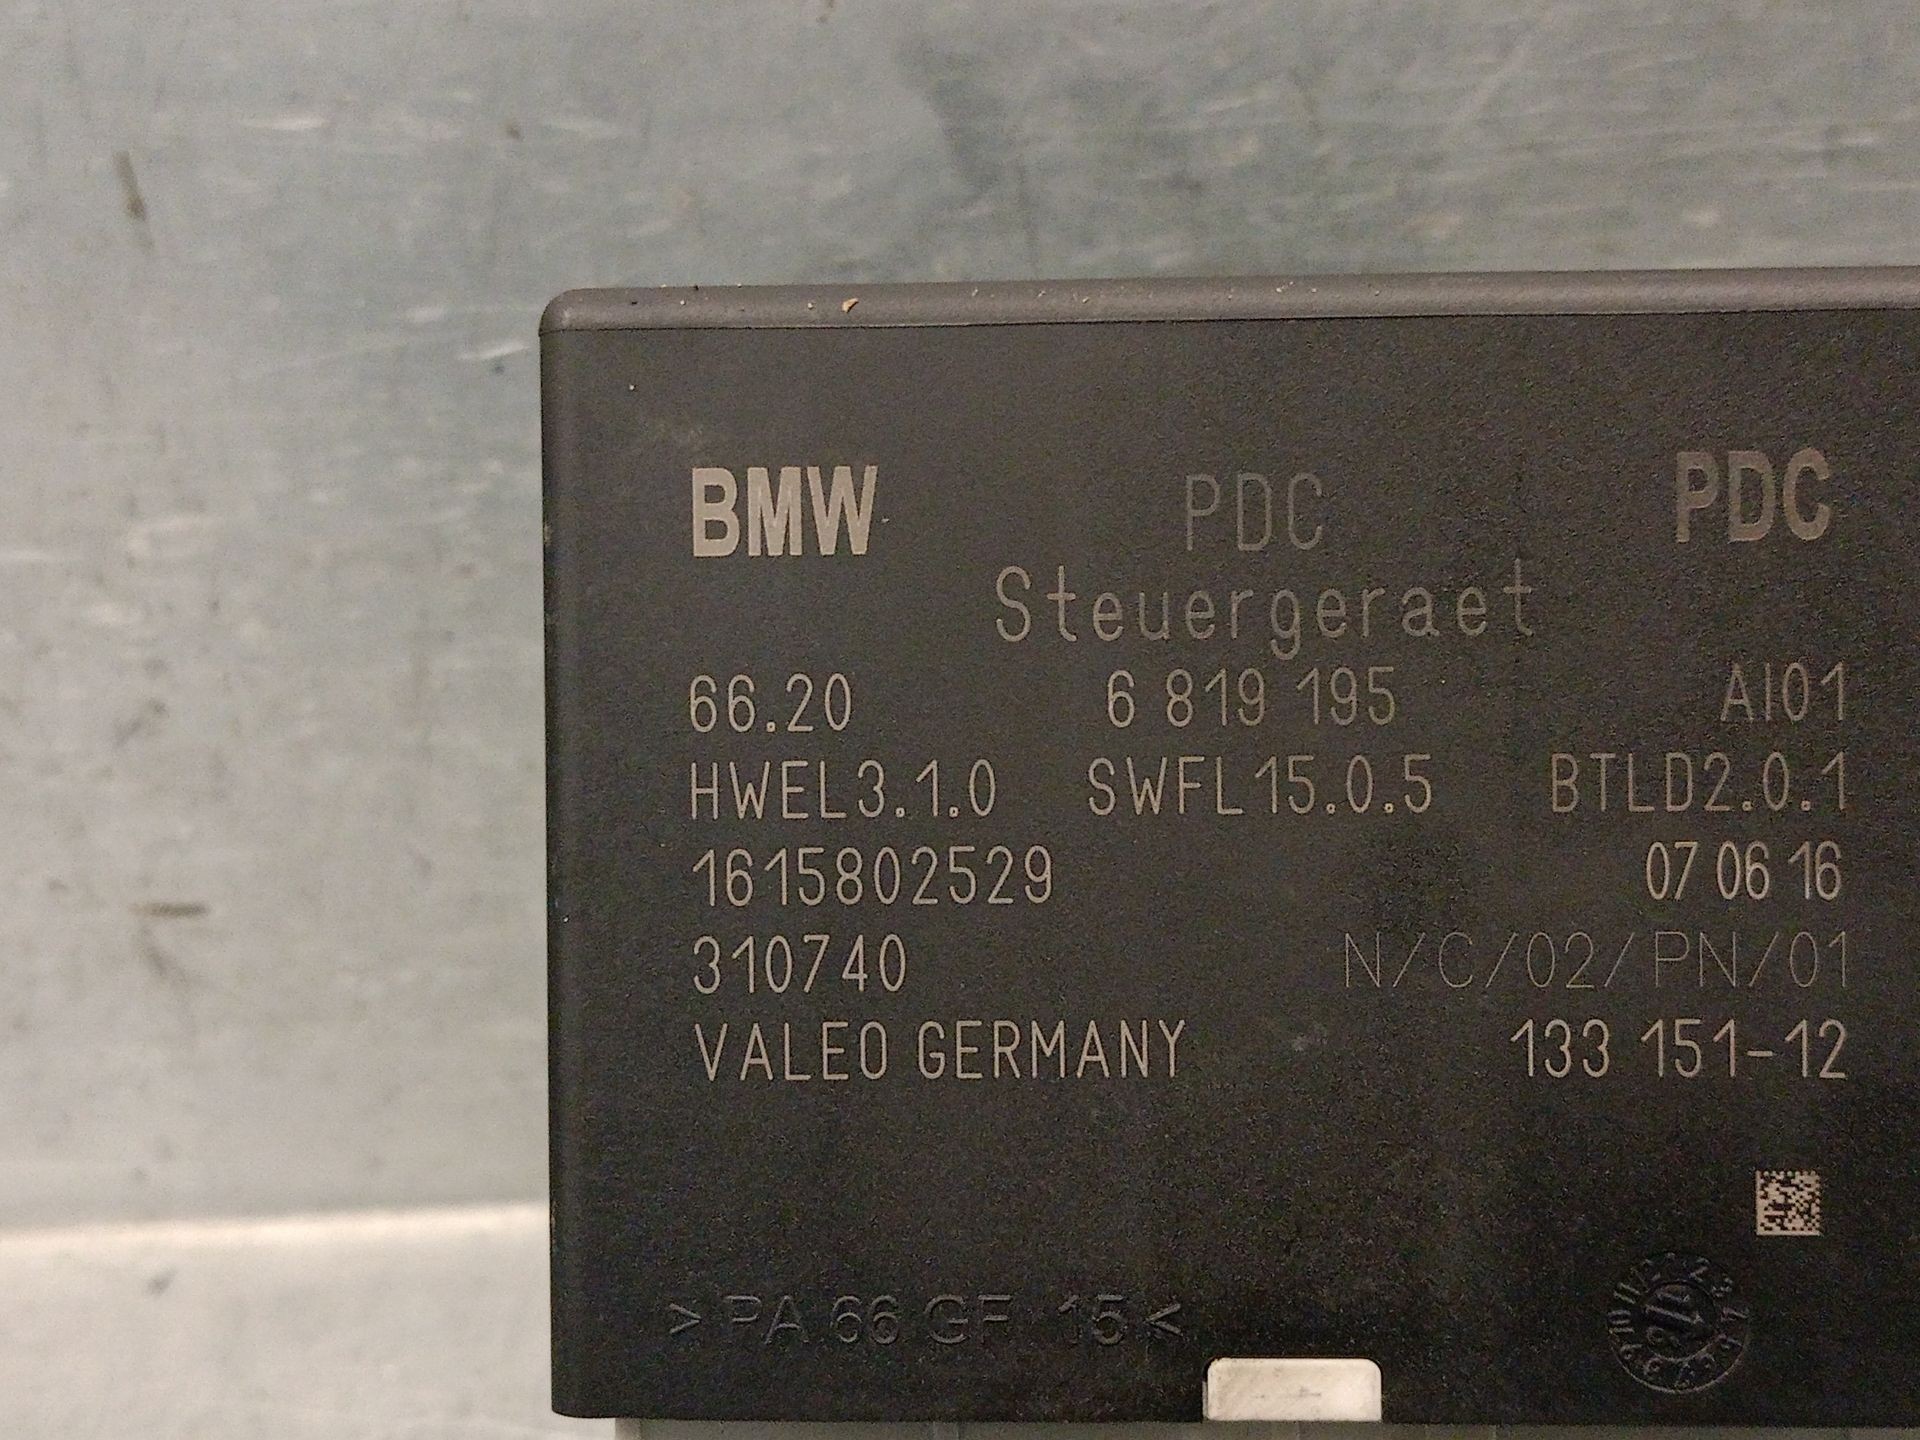 BMW PDC PDC
Steuergeraet
66.20 6 819 195 AI01
HWEL3.1.0 SWFL15.0.5 BTLD2.0.1
1615802529 07 06 16
310740 N/C/02/PN/01
VALEO GERMANY 133 151-12
> PA 66 GF 15 <